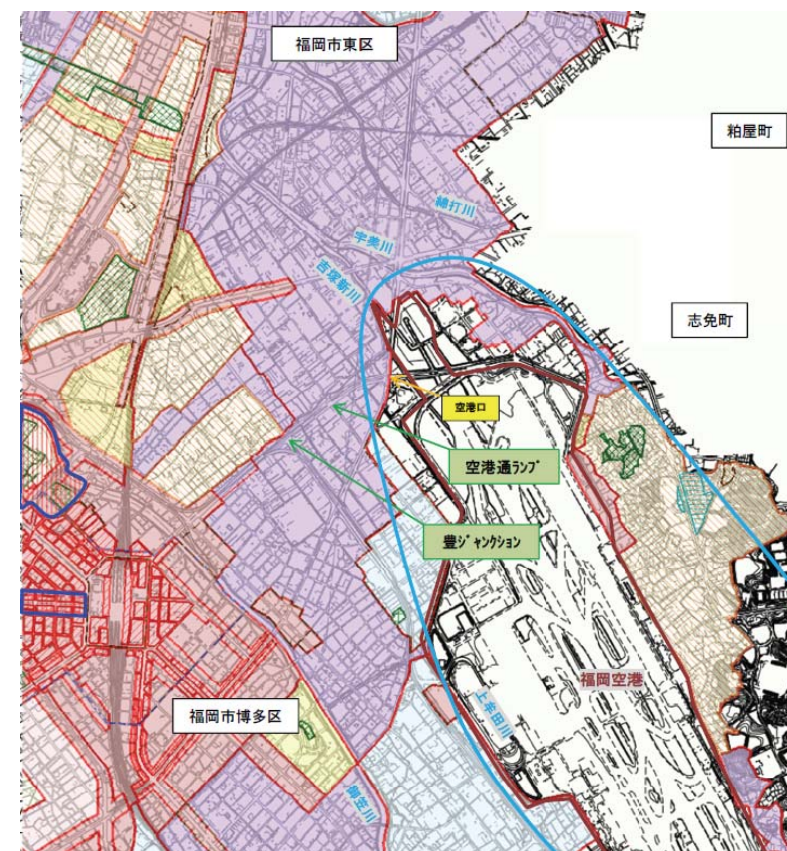 福岡市東区
粕屋町
綿打川
宇美川
吉塚新川
志免町
空港口
空港通ランプ
豊ジャンクション
福岡空港
上牟田川
福岡市博多区
御笠川